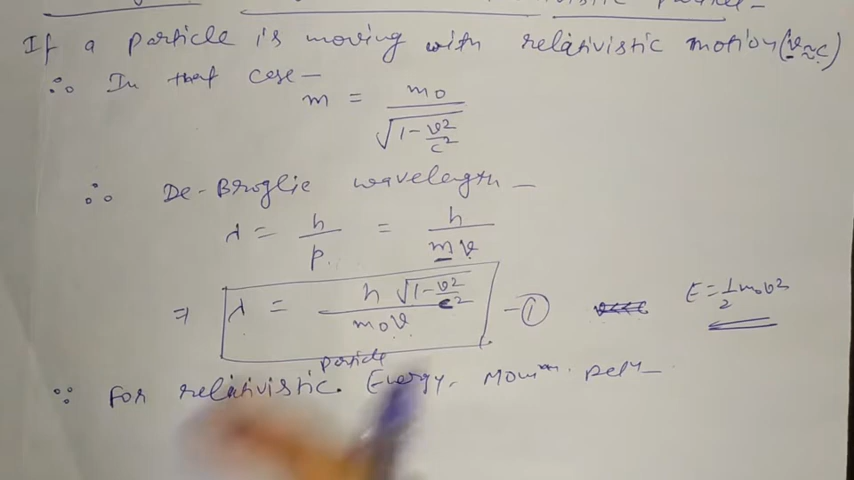 If a particle is moving with relativistic motion (v≈c)
∴ In that case –
m = m0 / √(1 - v²/c²)
∴ De-Broglie wavelength –
λ = h/p = h/mv
⇒ λ = h √(1 - v²/c²) / m0v –①
E = 1/2 m0v²
particle
∵ For relativistic Energy. Mom